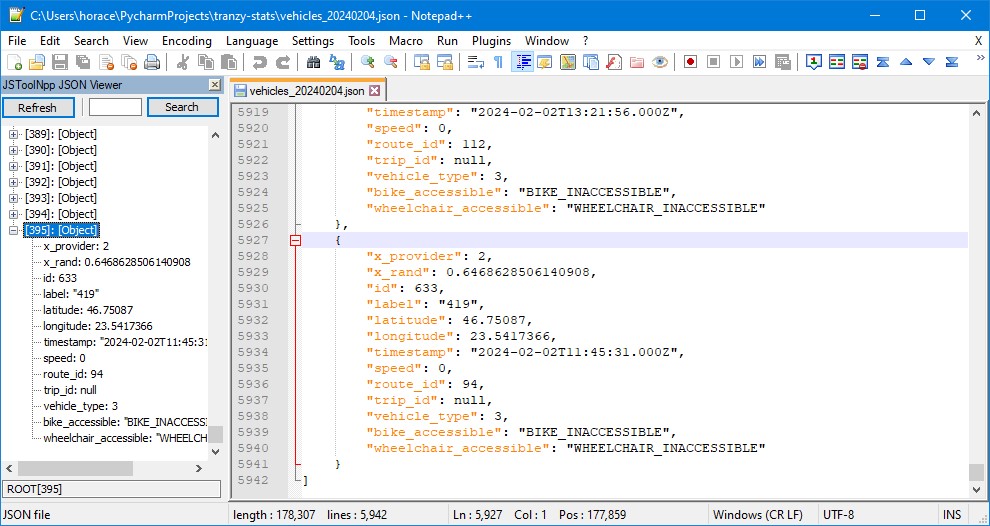 C:\Users\horace\PycharmProjects\tranzy-stats\vehicles_20240204.json - Notepad++
File Edit Search View Encoding Language Settings Tools Macro Run Plugins Window ? X
JSToolNpp JSON Viewer
Refresh Search
[389]: [Object]
[390]: [Object]
[391]: [Object]
[392]: [Object]
[393]: [Object]
[394]: [Object]
[395]: [Object]
x_provider: 2
x_rand: 0.6468628506140908
id: 633
label: "419"
latitude: 46.75087
longitude: 23.5417366
timestamp: "2024-02-02T11:45:31
speed: 0
route_id: 94
trip_id: null
vehicle_type: 3
bike_accessible: "BIKE_INACCESS
wheelchair_accessible: "WHEELCH
ROOT[395]
vehicles_20240204.json
5919 "timestamp": "2024-02-02T13:21:56.000Z",
5920 "speed": 0,
5921 "route_id": 112,
5922 "trip_id": null,
5923 "vehicle_type": 3,
5924 "bike_accessible": "BIKE_INACCESSIBLE",
5925 "wheelchair_accessible": "WHEELCHAIR_INACCESSIBLE"
5926 },
5927 {
5928 "x_provider": 2,
5929 "x_rand": 0.6468628506140908,
5930 "id": 633,
5931 "label": "419",
5932 "latitude": 46.75087,
5933 "longitude": 23.5417366,
5934 "timestamp": "2024-02-02T11:45:31.000Z",
5935 "speed": 0,
5936 "route_id": 94,
5937 "trip_id": null,
5938 "vehicle_type": 3,
5939 "bike_accessible": "BIKE_INACCESSIBLE",
5940 "wheelchair_accessible": "WHEELCHAIR_INACCESSIBLE"
5941 }
5942 ]
JSON file length : 178,307 lines : 5,942 Ln : 5,927 Col : 1 Pos : 177,859 Windows (CR LF) UTF-8 INS